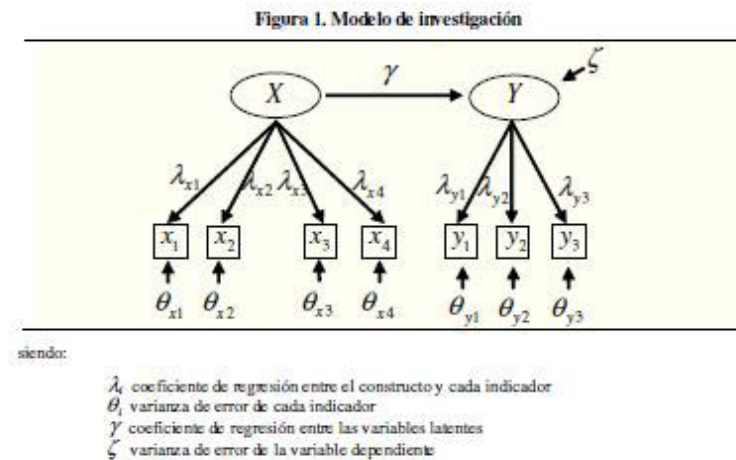 Figura 1. Modelo de investigación
X γ Y ζ
λx1 λx2 λx3 λx4 λy1 λy2 λy3
x1 x2 x3 x4 y1 y2 y3
θx1 θx2 θx3 θx4 θy1 θy2 θy3
siendo:
λi coeficiente de regresión entre el constructo y cada indicador
θi varianza de error de cada indicador
γ coeficiente de regresión entre las variables latentes
ζ varianza de error de la variable dependiente